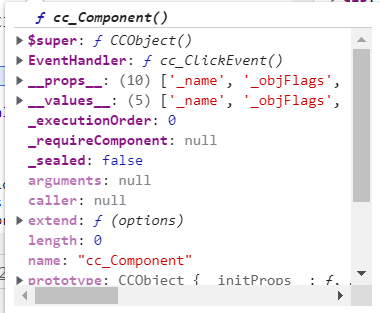 ƒ cc_Component()
$super: ƒ CCObject()
EventHandler: ƒ cc_ClickEvent()
__props__: (10) ['_name', '_objFlags',
__values__: (5) ['_name', '_objFlags',
_executionOrder: 0
_requireComponent: null
_sealed: false
arguments: null
caller: null
extend: ƒ (options)
length: 0
name: "cc_Component"
prototype: CCObject {__initProps__: ƒ,